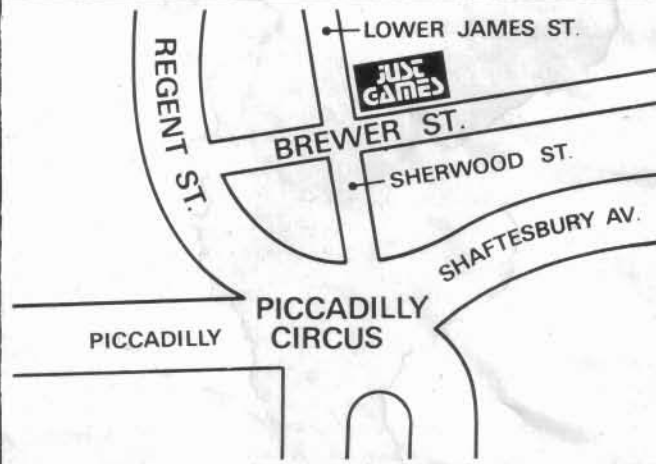 LOWER JAMES ST.
REGENT ST.
JUST
GAMES
BREWER ST.
SHERWOOD ST.
SHAFTESBURY AV.
PICCADILLY
CIRCUS
PICCADILLY